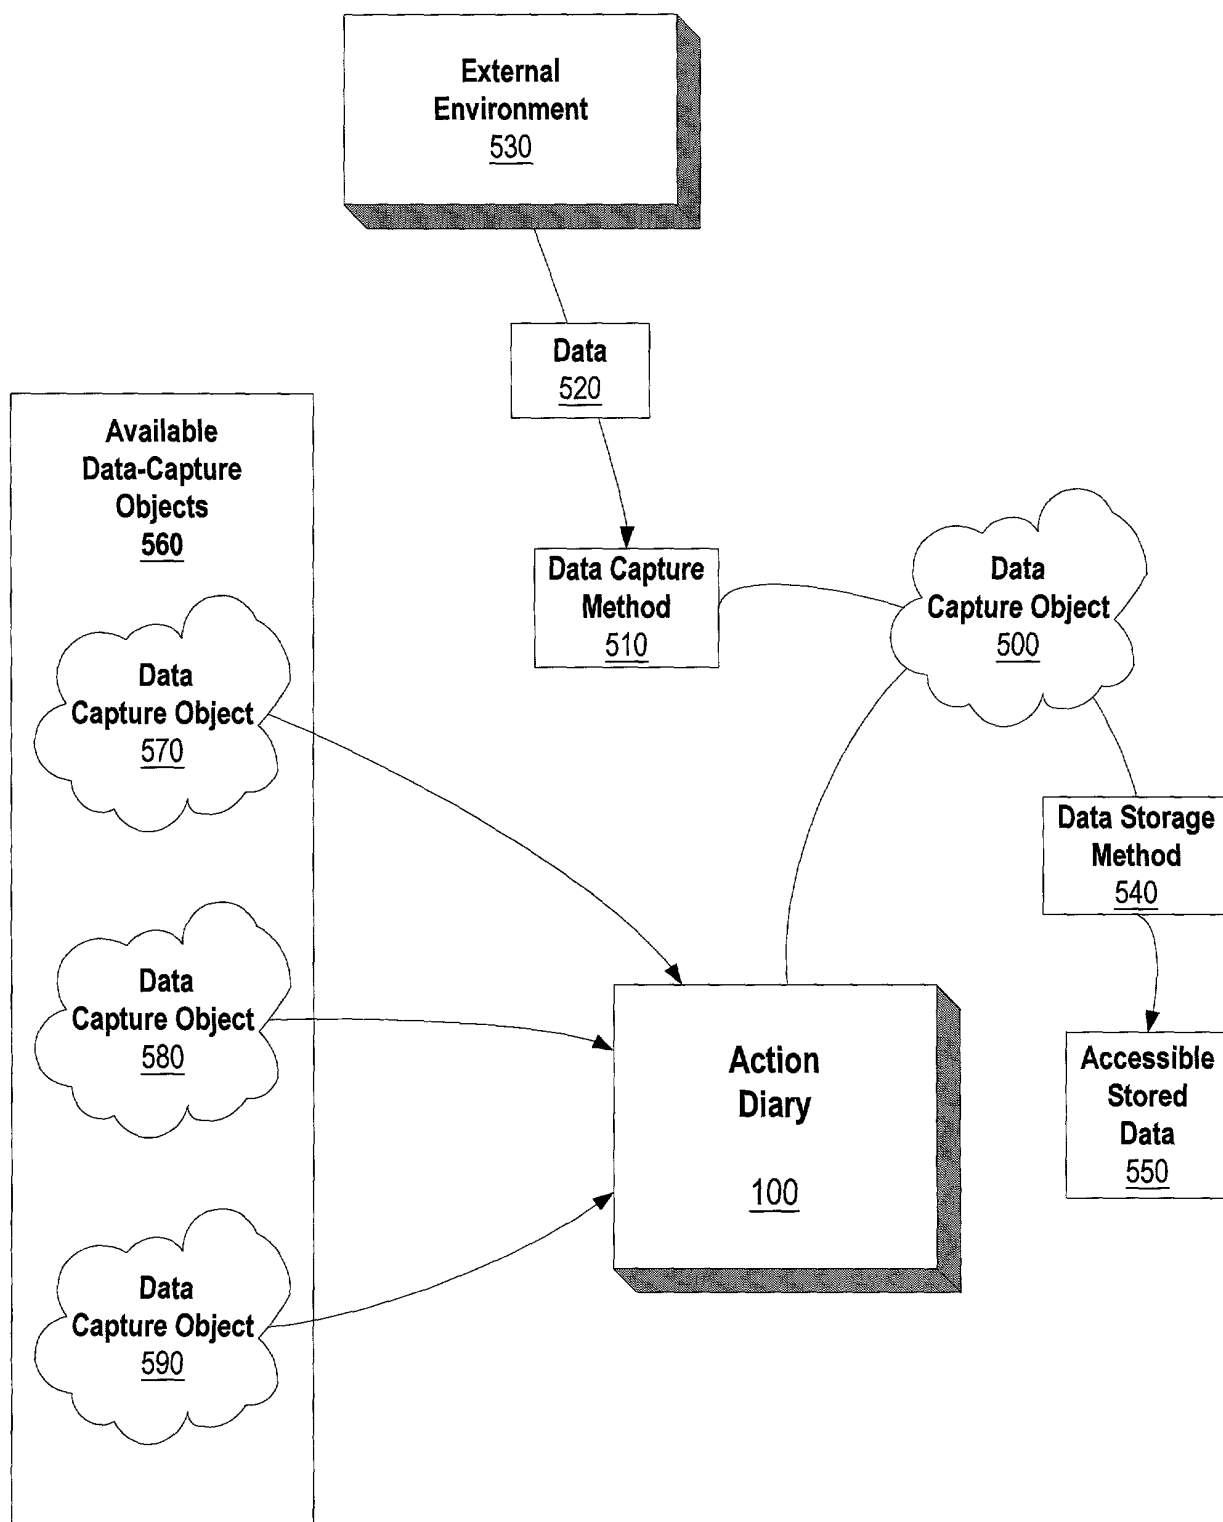 External
Environment
530
Data
520
Available
Data-Capture
Objects
560
Data Capture
Method
510
Data
Capture Object
500
Data
Capture Object
570
Data Storage
Method
540
Data
Capture Object
580
Action
Diary
100
Accessible
Stored
Data
550
Data
Capture Object
590